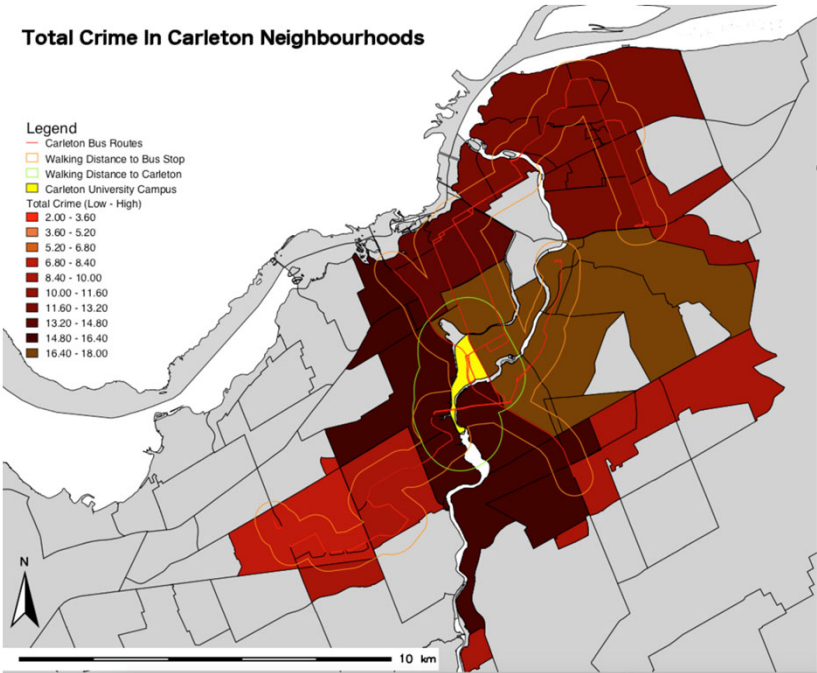 Total Crime In Carleton Neighbourhoods
Legend
Carleton Bus Routes
Walking Distance to Bus Stop
Walking Distance to Carleton
Carleton University Campus
Total Crime (Low - High)
2.00 - 3.60
3.60 - 5.20
5.20 - 6.80
6.80 - 8.40
8.40 - 10.00
10.00 - 11.60
11.60 - 13.20
13.20 - 14.80
14.80 - 16.40
16.40 - 18.00
N
10 km